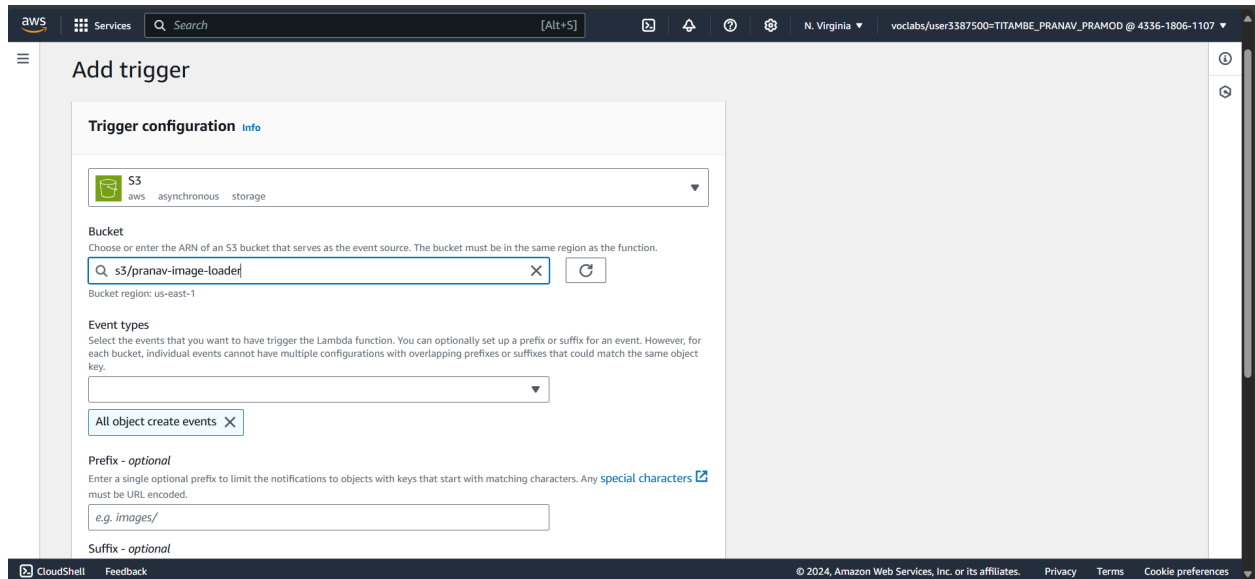 aws Services Search [Alt+S] N. Virginia voclabs/user3387500=TITAMBE_PRANAV_PRAMOD @ 4336-1806-1107
Add trigger
Trigger configuration Info
S3
aws asynchronous storage
Bucket
Choose or enter the ARN of an S3 bucket that serves as the event source. The bucket must be in the same region as the function.
s3/pranav-image-loader
Bucket region: us-east-1
Event types
Select the events that you want to have trigger the Lambda function. You can optionally set up a prefix or suffix for an event. However, for
each bucket, individual events cannot have multiple configurations with overlapping prefixes or suffixes that could match the same object
key.
All object create events
Prefix - optional
Enter a single optional prefix to limit the notifications to objects with keys that start with matching characters. Any special characters
must be URL encoded.
e.g. images/
Suffix - optional
CloudShell Feedback © 2024, Amazon Web Services, Inc. or its affiliates. Privacy Terms Cookie preferences